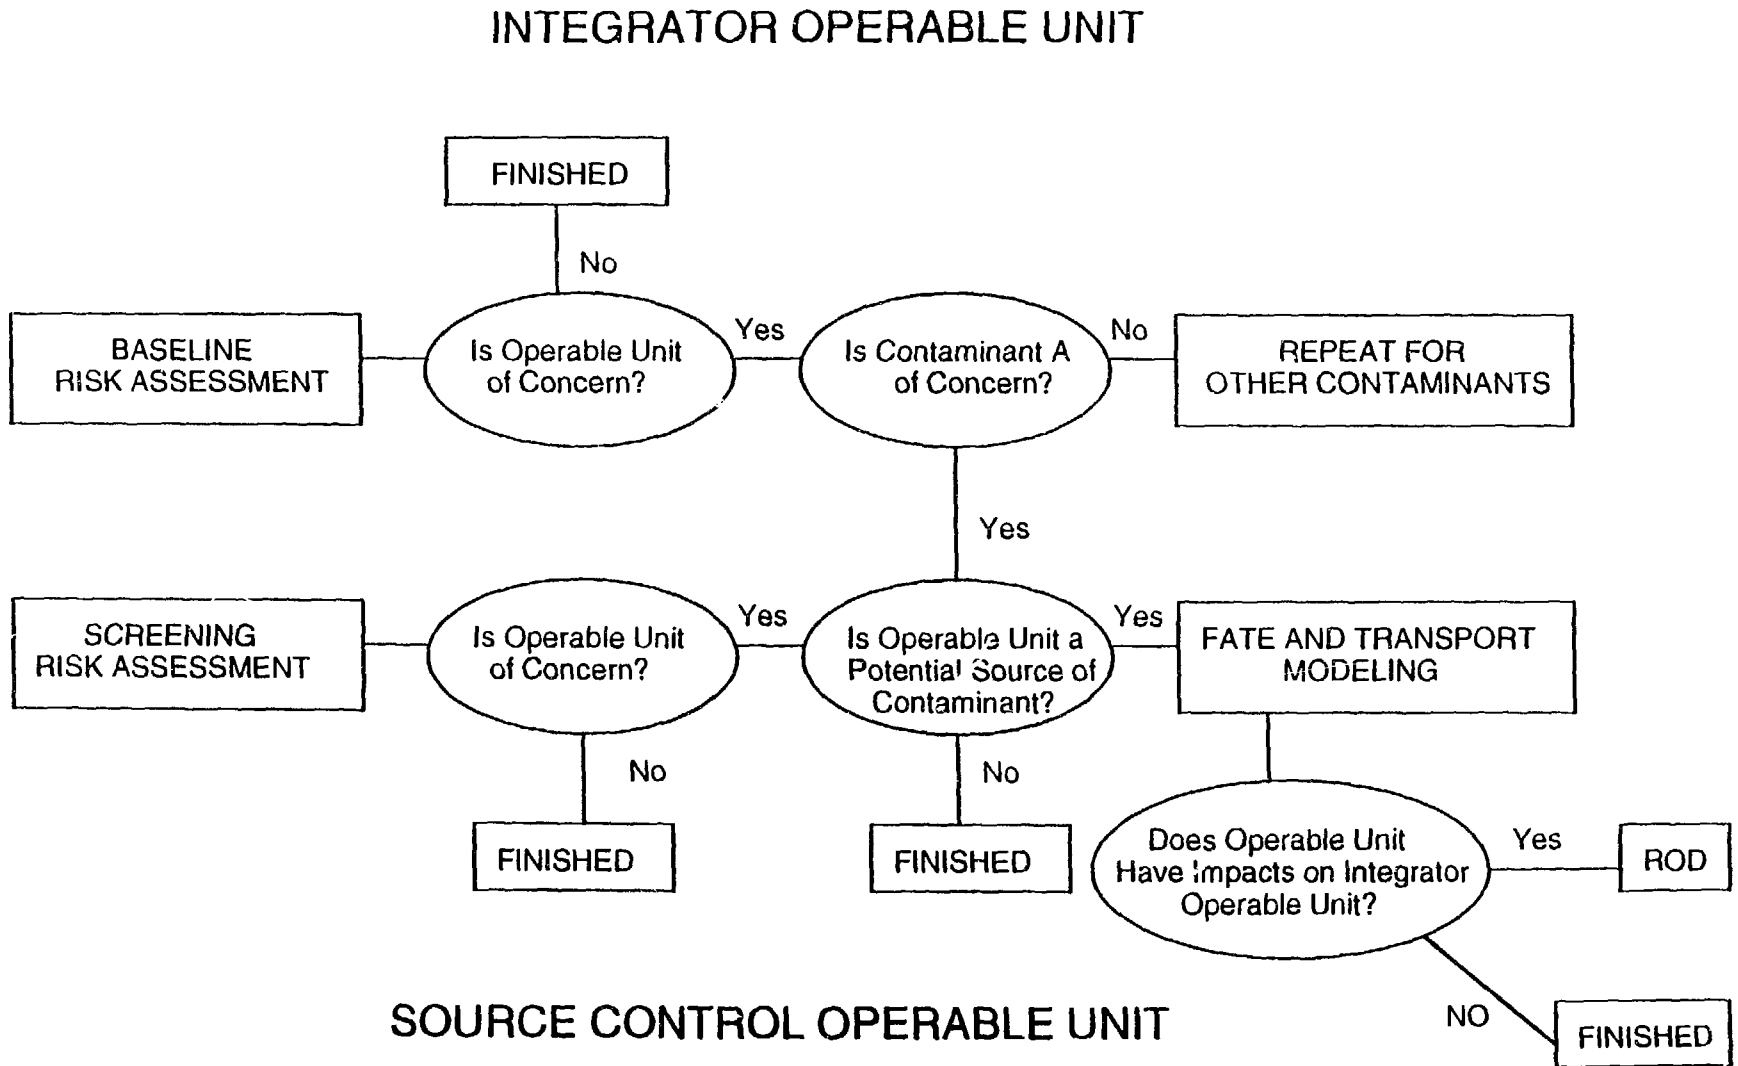 INTEGRATOR OPERABLE UNIT
FINISHED
No
BASELINE
RISK ASSESSMENT
Is Operable Unit
of Concern?
Yes
Is Contaminant A
of Concern?
No
REPEAT FOR
OTHER CONTAMINANTS
Yes
SCREENING
RISK ASSESSMENT
Is Operable Unit
of Concern?
Yes
Is Operable Unit a
Potential Source of
Contaminant?
Yes
FATE AND TRANSPORT
MODELING
No
FINISHED
No
FINISHED
Does Operable Unit
Have Impacts on Integrator
Operable Unit?
Yes
ROD
NO
FINISHED
SOURCE CONTROL OPERABLE UNIT